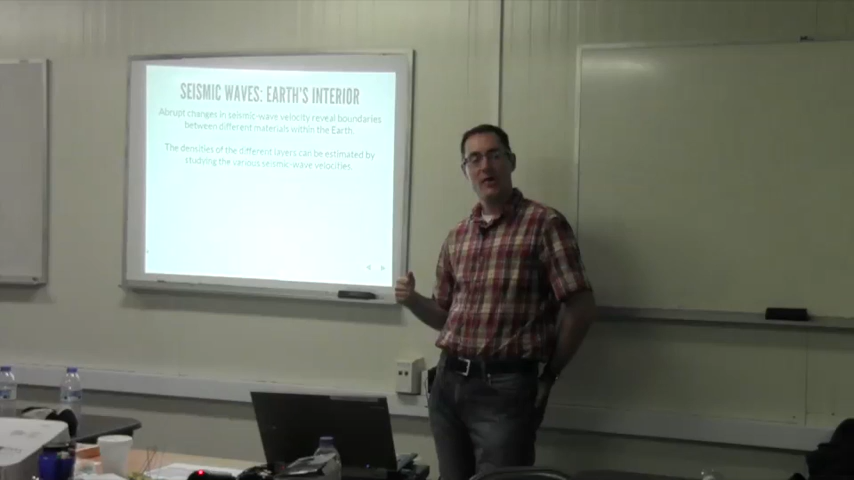 SEISMIC WAVES: EARTH'S INTERIOR
Abrupt changes in seismic-wave velocity reveal boundaries
between different materials within the Earth.
The densities of the different layers can be estimated by
studying the various seismic-wave velocities.